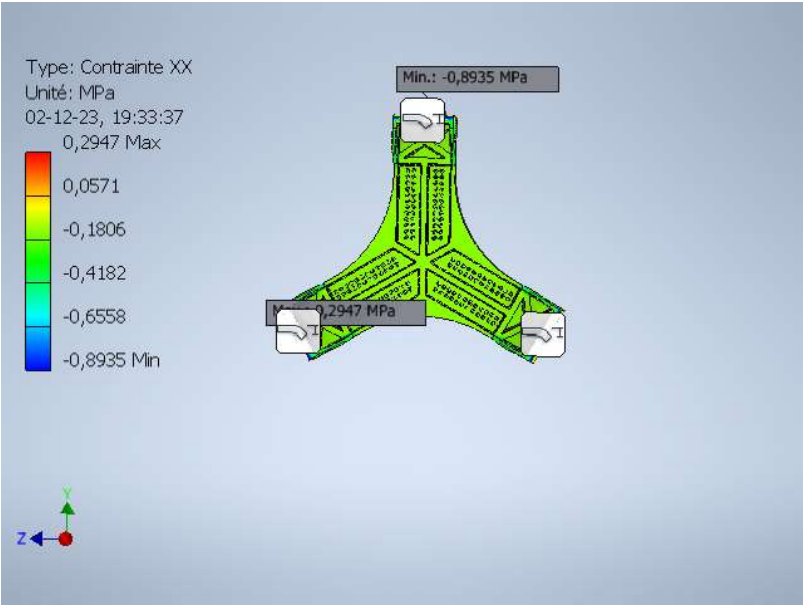 Type: Contrainte XX
Unité: MPa
02-12-23, 19:33:37
0,2947 Max
0,0571
-0,1806
-0,4182
-0,6558
-0,8935 Min
Min.: -0,8935 MPa
0,2947 MPa
Y
Z